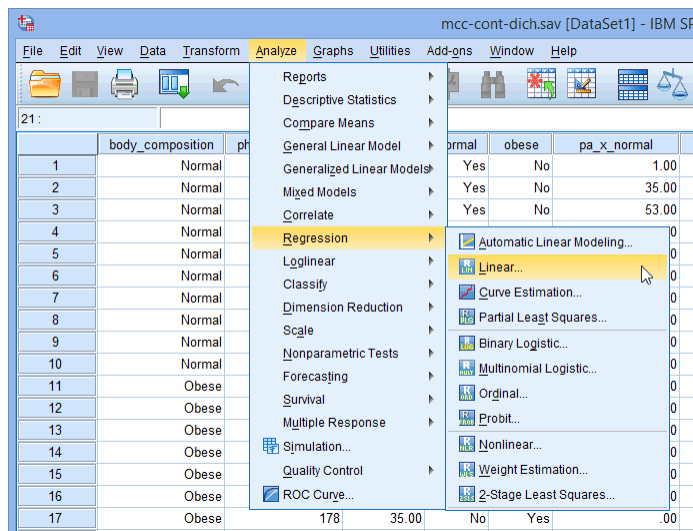 mcc-cont-dich.sav [DataSet1] - IBM SP
File Edit View Data Transform Analyze Graphs Utilities Add-ons Window Help
21 :
body_composition ph rmal obese pa_x_normal
1 Normal Yes No 1.00
2 Normal Yes No 35.00
3 Normal Yes No 53.00
4 Normal
5 Normal
6 Normal
7 Normal
8 Normal
9 Normal
10 Normal
11 Obese
12 Obese
13 Obese
14 Obese
15 Obese
16 Obese
17 Obese 178 35.00 No Yes .00
Reports
Descriptive Statistics
Compare Means
General Linear Model
Generalized Linear Models
Mixed Models
Correlate
Regression
Loglinear
Classify
Dimension Reduction
Scale
Nonparametric Tests
Forecasting
Survival
Multiple Response
Simulation...
Quality Control
ROC Curve...
Automatic Linear Modeling...
Linear...
Curve Estimation...
Partial Least Squares...
Binary Logistic...
Multinomial Logistic...
Ordinal...
Probit...
Nonlinear...
Weight Estimation...
2-Stage Least Squares...